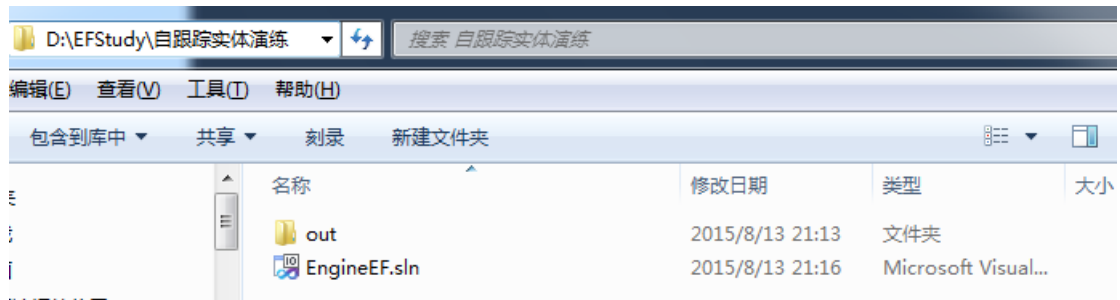 D:\EFStudy\自跟踪实体演练 搜索 自跟踪实体演练
编辑(E) 查看(V) 工具(T) 帮助(H)
包含到库中 共享 刻录 新建文件夹
名称 修改日期 类型 大小
out 2015/8/13 21:13 文件夹
EngineEF.sln 2015/8/13 21:16 Microsoft Visual...